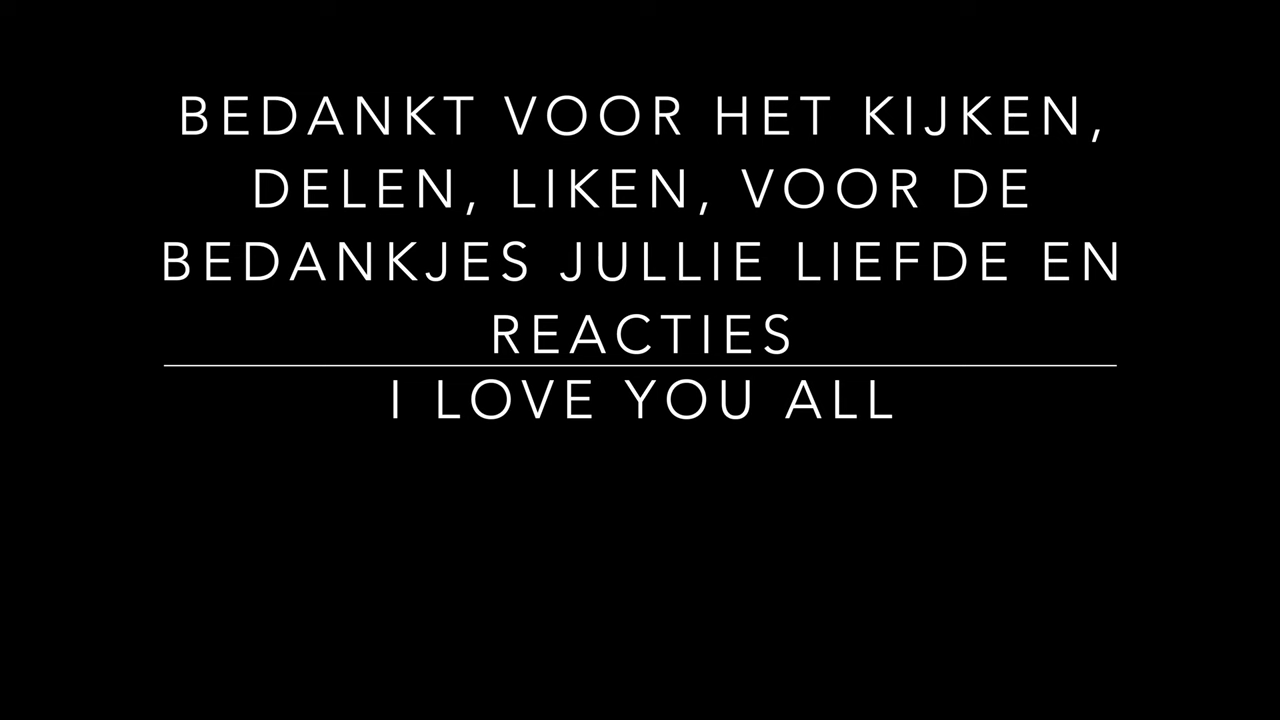 BEDANKT VOOR HET KIJKEN,
DELEN, LIKEN, VOOR DE
BEDANKJES JULLIE LIEFDE EN
REACTIES
I LOVE YOU ALL